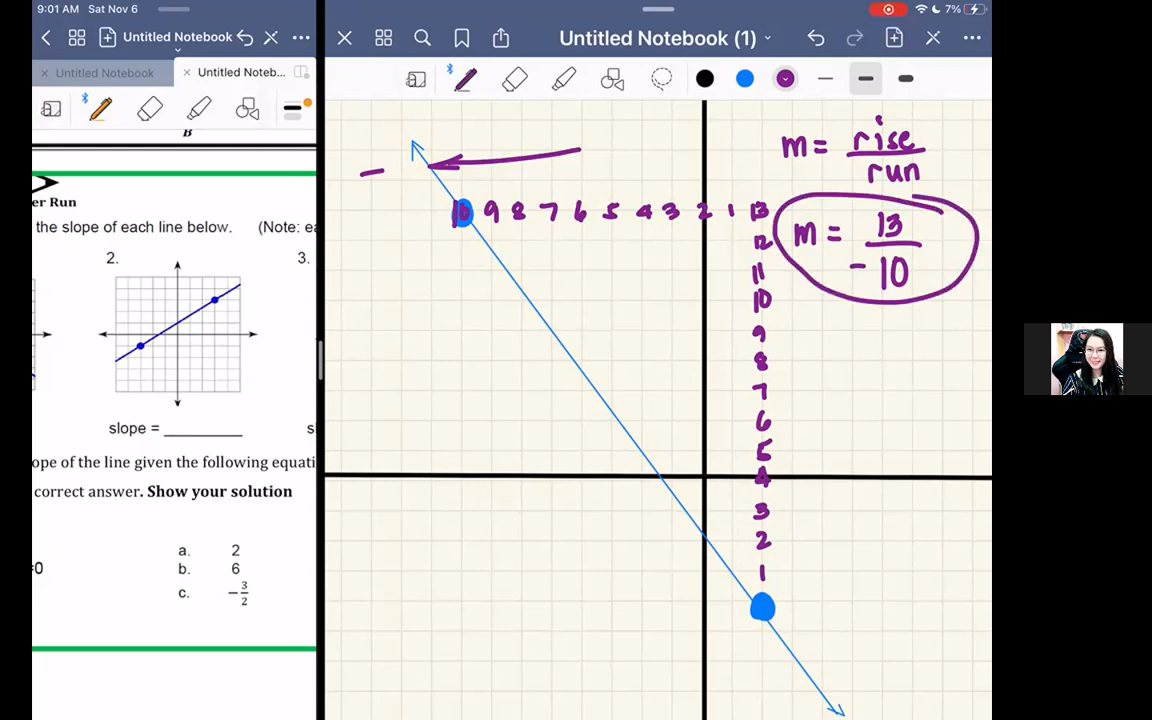 9:01 AM Sat Nov 6
7%
Untitled Notebook
Untitled Notebook (1)
Untitled Notebook
Untitled Noteb...
B
er Run
the slope of each line below. (Note: ea
2.
3.
slope = ________
s
ope of the line given the following equati
correct answer. Show your solution
=0
a. 2
b. 6
c. −3/2
m = rise/run
m = 13/-10
-
10 9 8 7 6 5 4 3 2 1 13
12
11
10
9
8
7
6
5
4
3
2
1